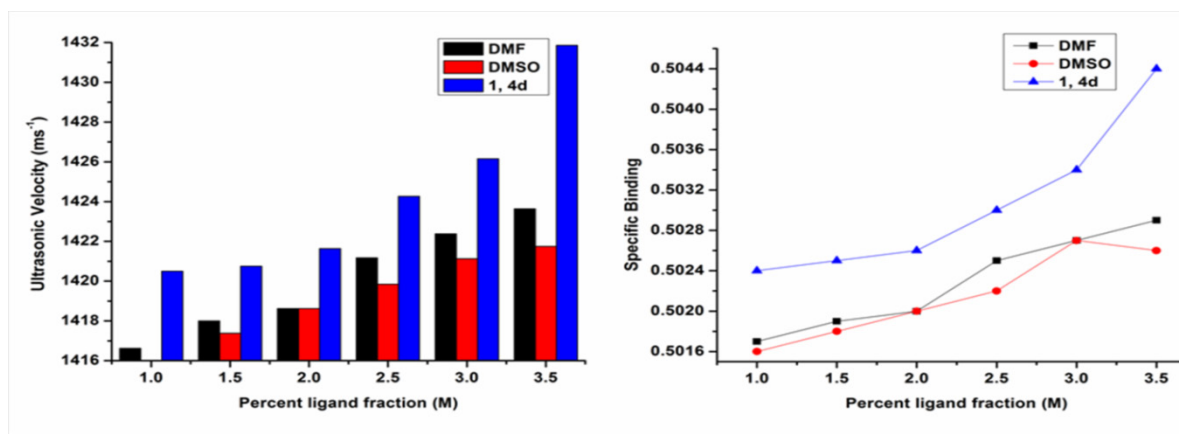 1432
1430
1428
1426
1424
1422
1420
1418
1416
Ultrasonic Velocity (ms⁻¹)
DMF
DMSO
1, 4d
1.0 1.5 2.0 2.5 3.0 3.5
Percent ligand fraction (M)
0.5044
0.5040
0.5036
0.5032
0.5028
0.5024
0.5020
0.5016
Specific Binding
DMF
DMSO
1, 4d
1.0 1.5 2.0 2.5 3.0 3.5
Percent ligand fraction (M)